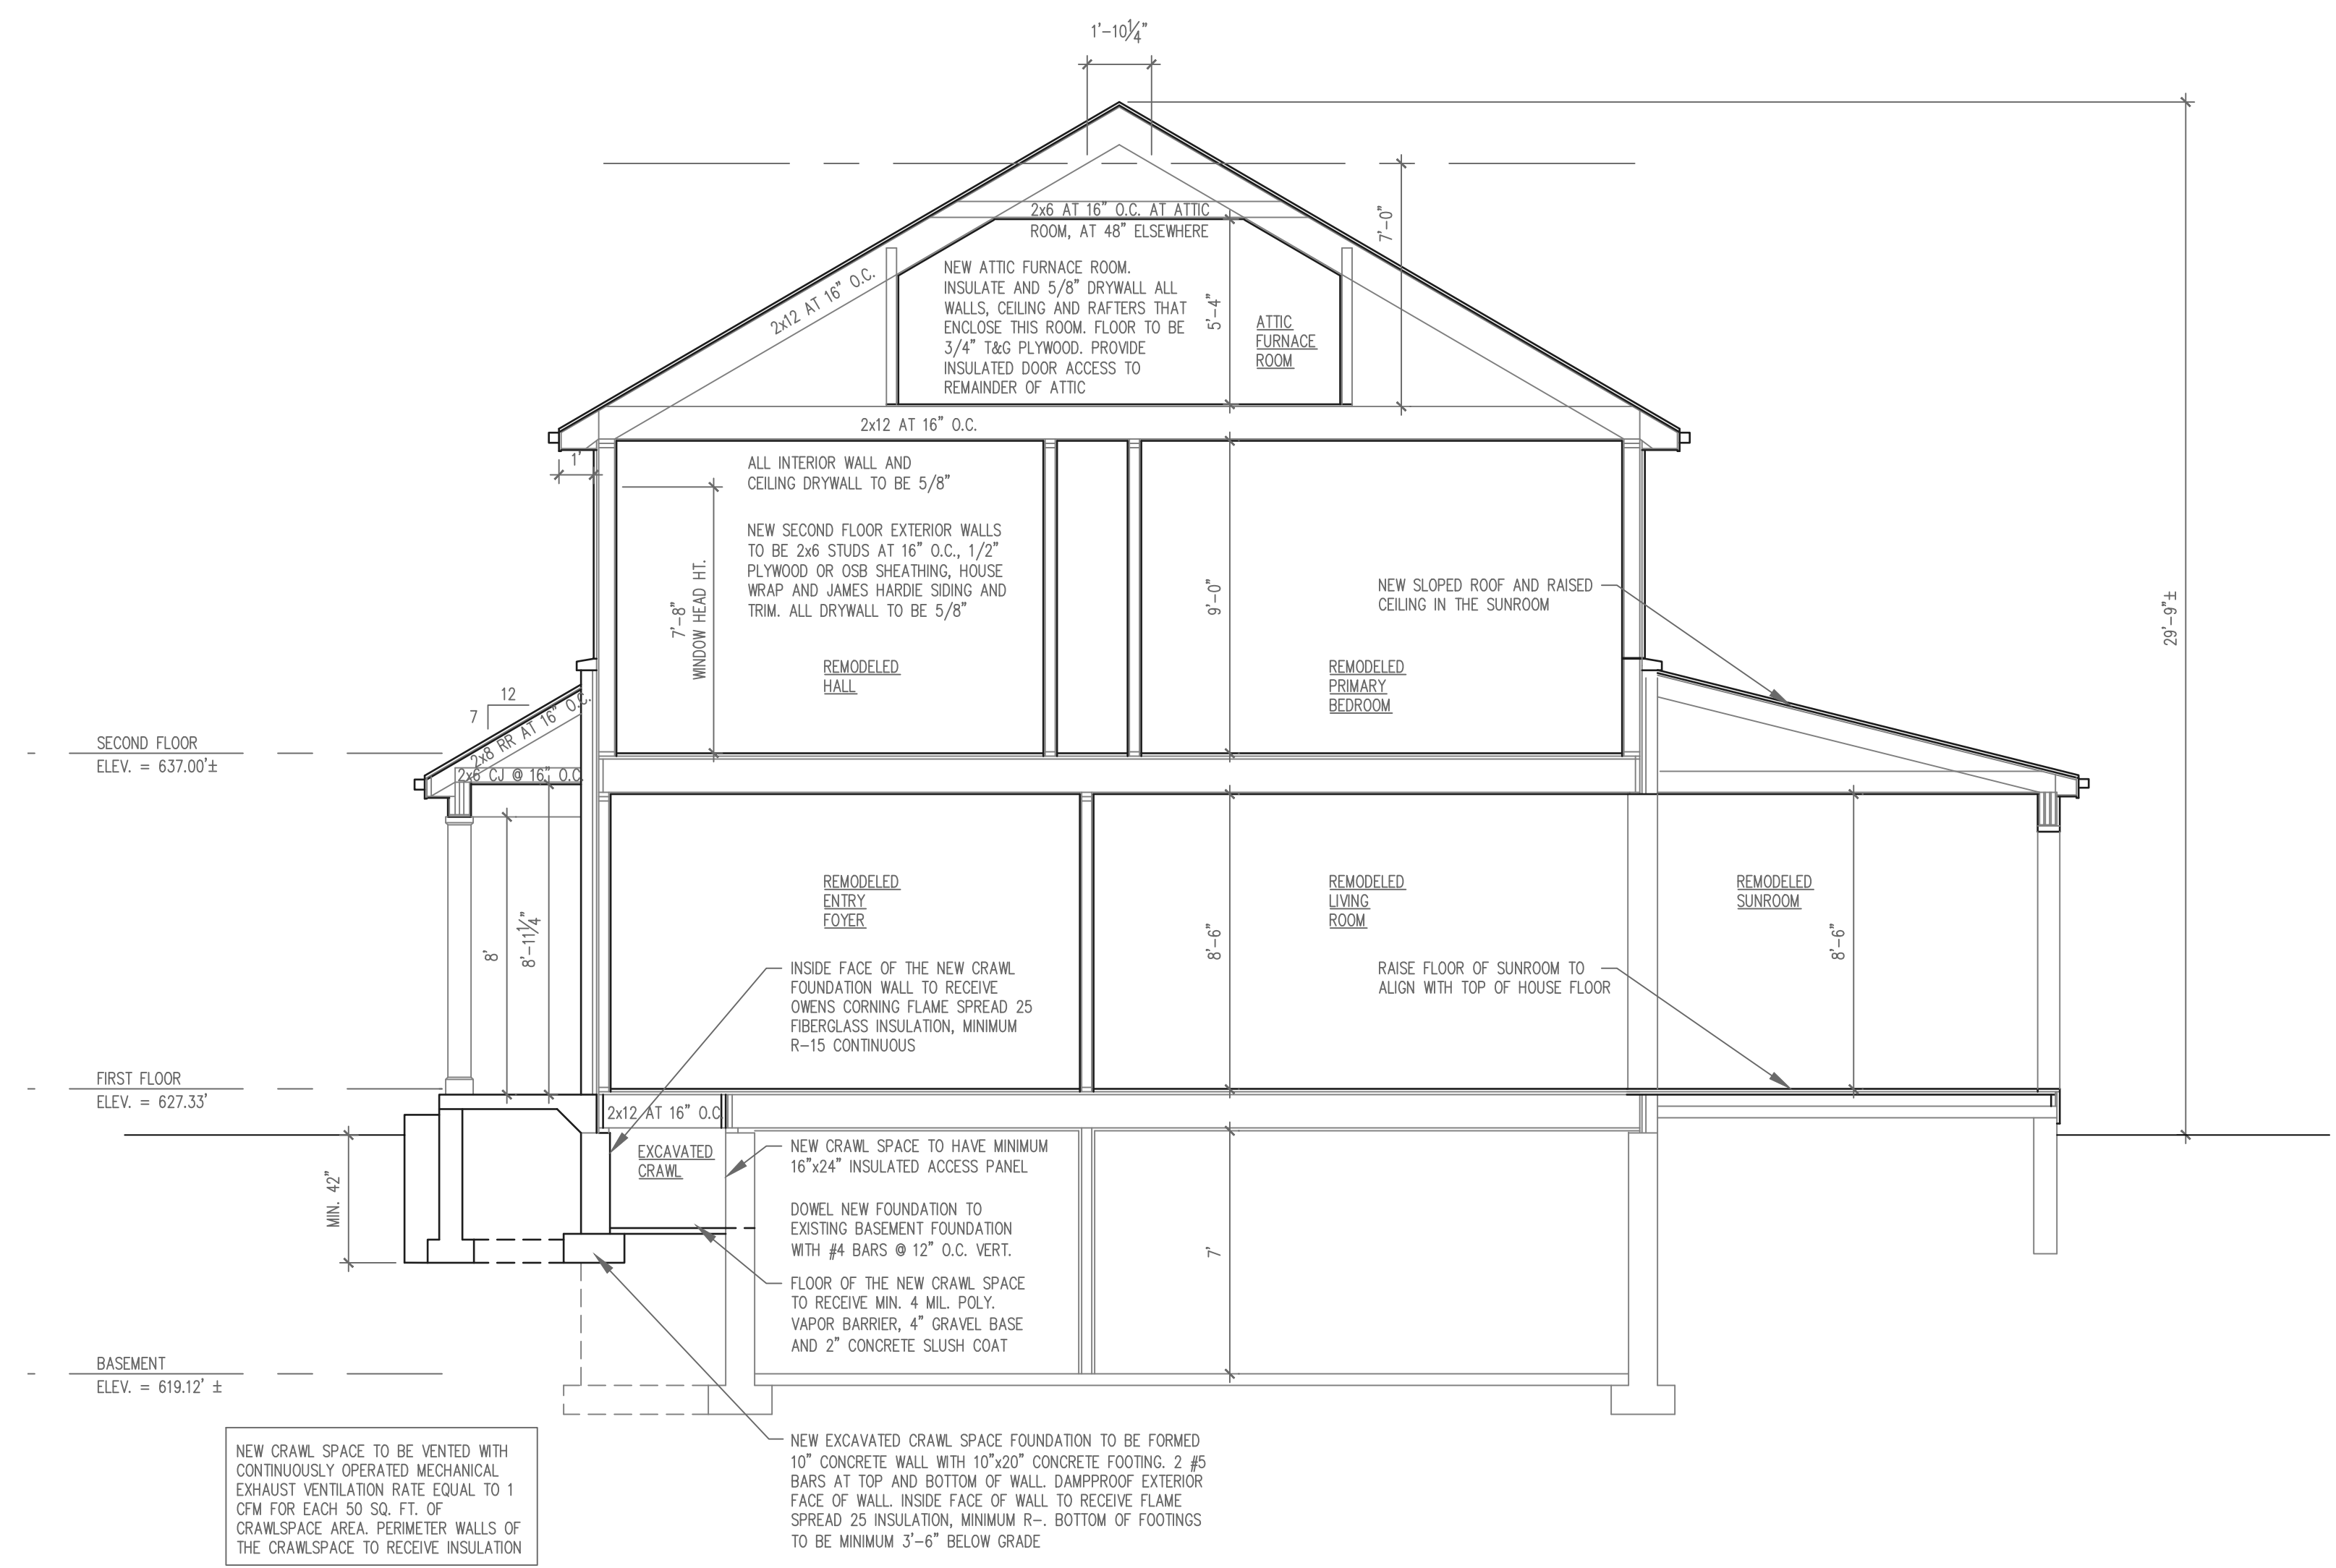 1'-10 1/4"
2x6 AT 16" O.C. AT ATTIC
ROOM, AT 48" ELSEWHERE
7'-0"
2x12 AT 16" O.C.
NEW ATTIC FURNACE ROOM.
INSULATE AND 5/8" DRYWALL ALL
WALLS, CEILING AND RAFTERS THAT
ENCLOSE THIS ROOM. FLOOR TO BE
3/4" T&G PLYWOOD. PROVIDE
INSULATED DOOR ACCESS TO
REMAINDER OF ATTIC
5'-4"
ATTIC
FURNACE
ROOM
2x12 AT 16" O.C.
1'
ALL INTERIOR WALL AND
CEILING DRYWALL TO BE 5/8"
NEW SECOND FLOOR EXTERIOR WALLS
TO BE 2x6 STUDS AT 16" O.C., 1/2"
PLYWOOD OR OSB SHEATHING, HOUSE
WRAP AND JAMES HARDIE SIDING AND
TRIM. ALL DRYWALL TO BE 5/8"
7'-8"
WINDOW HEAD HT.
9'-0"
NEW SLOPED ROOF AND RAISED
CEILING IN THE SUNROOM
29'-9"±
REMODELED
HALL
REMODELED
PRIMARY
BEDROOM
12
7
2x8 RR AT 16" O.C.
2x6 CJ @ 16" O.C.
SECOND FLOOR
ELEV. = 637.00'±
REMODELED
ENTRY
FOYER
REMODELED
LIVING
ROOM
REMODELED
SUNROOM
8'
8'-11 1/4"
8'-6"
8'-6"
INSIDE FACE OF THE NEW CRAWL
FOUNDATION WALL TO RECEIVE
OWENS CORNING FLAME SPREAD 25
FIBERGLASS INSULATION, MINIMUM
R-15 CONTINUOUS
RAISE FLOOR OF SUNROOM TO
ALIGN WITH TOP OF HOUSE FLOOR
FIRST FLOOR
ELEV. = 627.33'
2x12 AT 16" O.C.
EXCAVATED
CRAWL
MIN. 42"
NEW CRAWL SPACE TO HAVE MINIMUM
16"x24" INSULATED ACCESS PANEL
DOWEL NEW FOUNDATION TO
EXISTING BASEMENT FOUNDATION
WITH #4 BARS @ 12" O.C. VERT.
7'
FLOOR OF THE NEW CRAWL SPACE
TO RECEIVE MIN. 4 MIL. POLY.
VAPOR BARRIER, 4" GRAVEL BASE
AND 2" CONCRETE SLUSH COAT
BASEMENT
ELEV. = 619.12' ±
NEW CRAWL SPACE TO BE VENTED WITH
CONTINUOUSLY OPERATED MECHANICAL
EXHAUST VENTILATION RATE EQUAL TO 1
CFM FOR EACH 50 SQ. FT. OF
CRAWLSPACE AREA. PERIMETER WALLS OF
THE CRAWLSPACE TO RECEIVE INSULATION
NEW EXCAVATED CRAWL SPACE FOUNDATION TO BE FORMED
10" CONCRETE WALL WITH 10"x20" CONCRETE FOOTING. 2 #5
BARS AT TOP AND BOTTOM OF WALL. DAMPPROOF EXTERIOR
FACE OF WALL. INSIDE FACE OF WALL TO RECEIVE FLAME
SPREAD 25 INSULATION, MINIMUM R-. BOTTOM OF FOOTINGS
TO BE MINIMUM 3'-6" BELOW GRADE